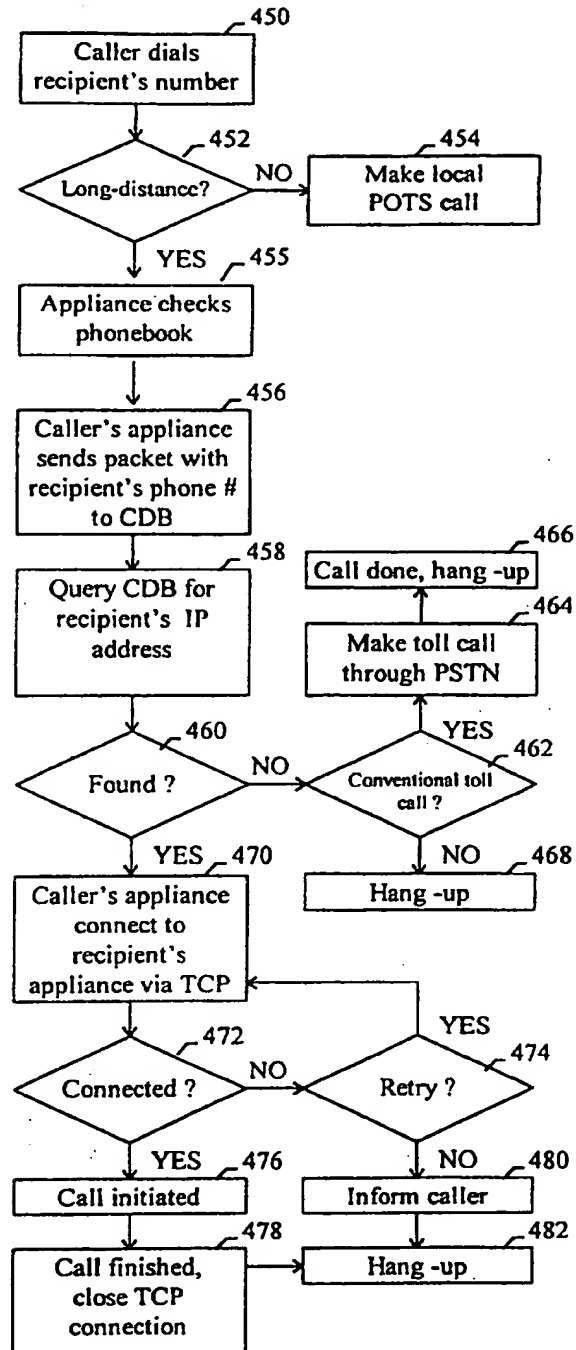 450
Caller dials
recipient's number
452
454
Long-distance?
NO
Make local
POTS call
YES
455
Appliance checks
phonebook
456
Caller's appliance
sends packet with
recipient's phone #
to CDB
458
Query CDB for
recipient's IP
address
466
Call done, hang -up
464
Make toll call
through PSTN
460
YES
462
Found ?
NO
Conventional toll
call ?
YES
470
NO
468
Caller's appliance
connect to
recipient's
appliance via TCP
Hang -up
472
YES
474
Connected ?
NO
Retry ?
YES
476
NO
480
Call initiated
Inform caller
478
482
Call finished,
close TCP
connection
Hang -up